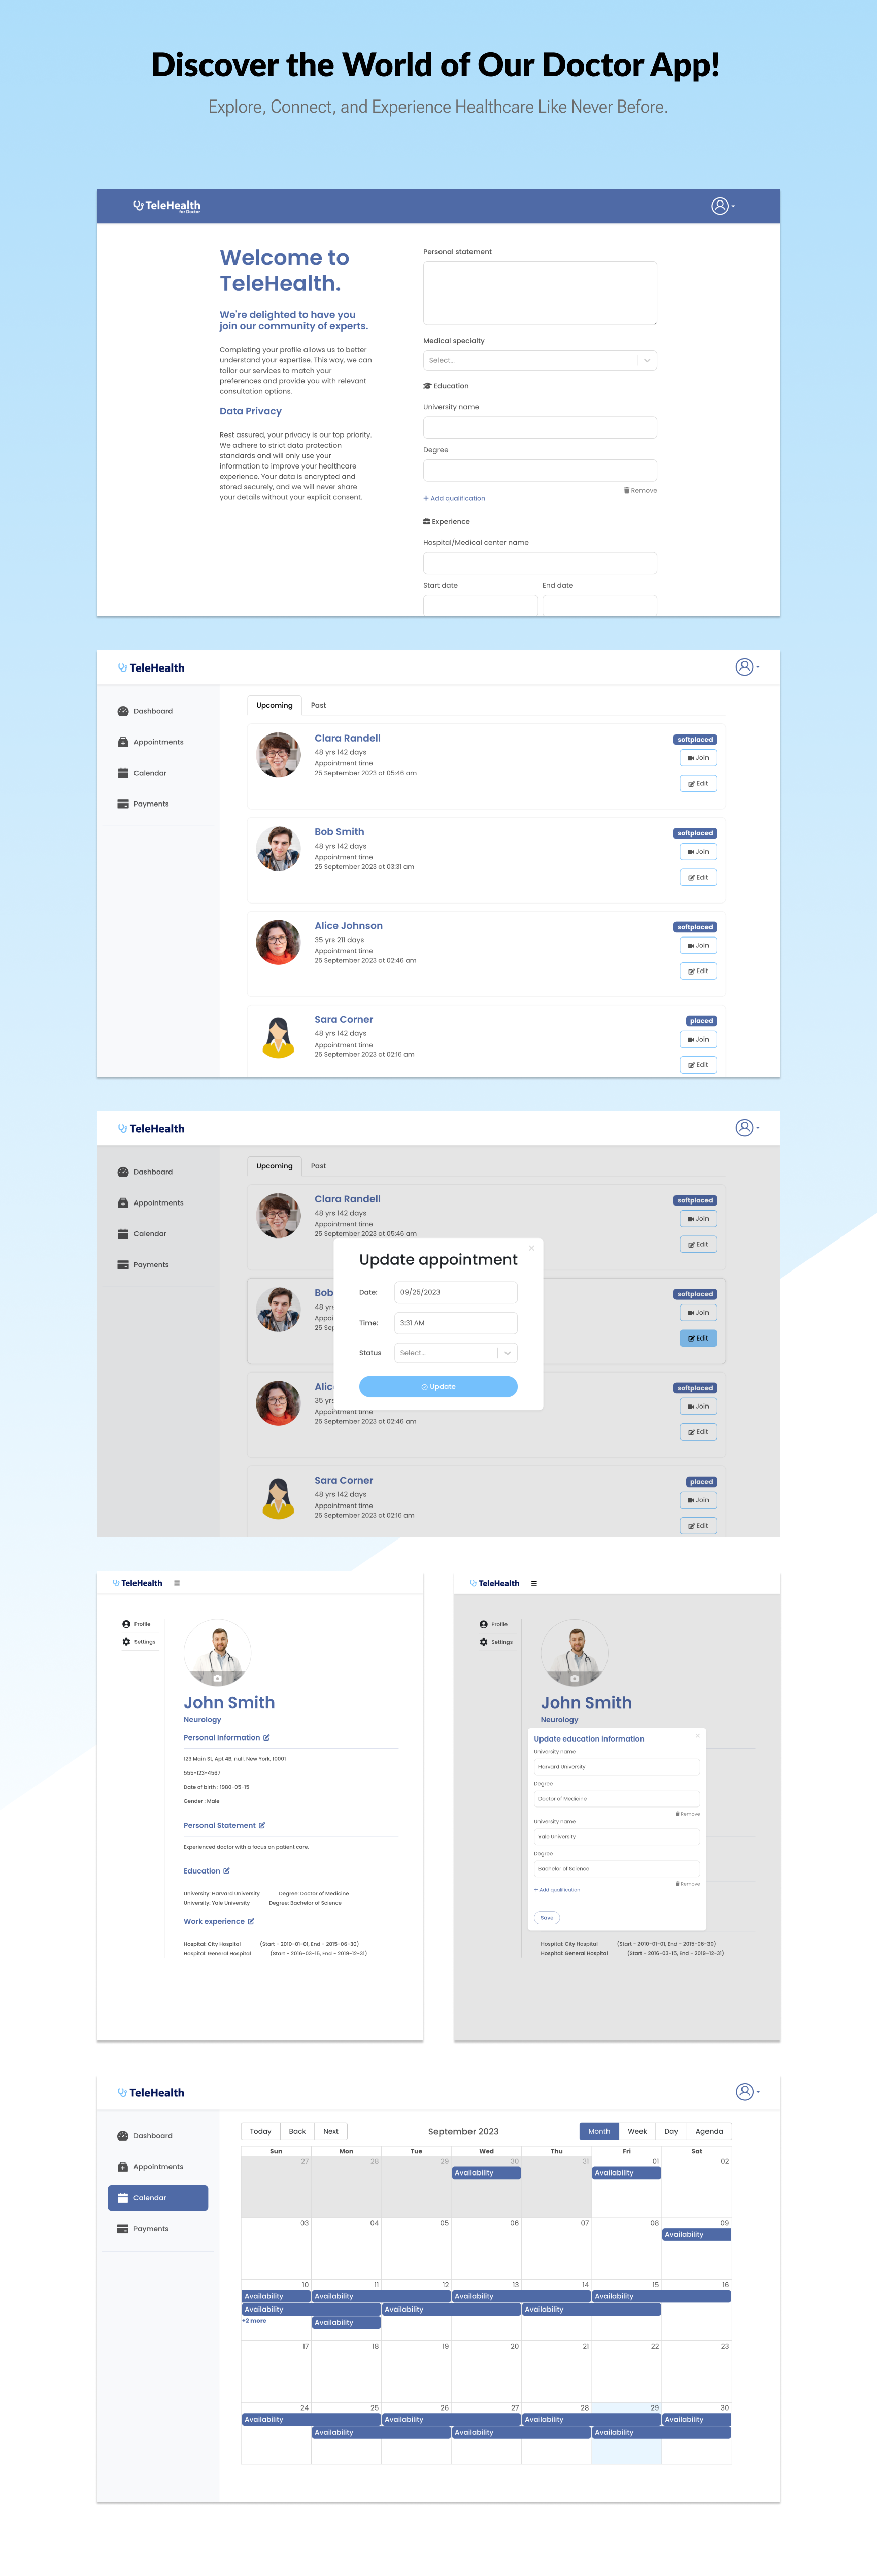 Discover the World of Our Doctor App!
Explore, Connect, and Experience Healthcare Like Never Before.
TeleHealth
for Doctor
Welcome to
TeleHealth.
We're delighted to have you
join our community of experts.
Completing your profile allows us to better
understand your expertise. This way, we can
tailor our services to match your
preferences and provide you with relevant
consultation options.
Data Privacy
Rest assured, your privacy is our top priority.
We adhere to strict data protection
standards and will only use your
information to improve your healthcare
experience. Your data is encrypted and
stored securely, and we will never share
your details without your explicit consent.
Personal statement
Medical specialty
Select...
Education
University name
Degree
Remove
+ Add qualification
Experience
Hospital/Medical center name
Start date End date
TeleHealth
Dashboard
Appointments
Calendar
Payments
Upcoming Past
Clara Randell
48 yrs 142 days
Appointment time
25 September 2023 at 05:46 am
softplaced
Join
Edit
Bob Smith
48 yrs 142 days
Appointment time
25 September 2023 at 03:31 am
softplaced
Join
Edit
Alice Johnson
35 yrs 211 days
Appointment time
25 September 2023 at 02:46 am
softplaced
Join
Edit
Sara Corner
48 yrs 142 days
Appointment time
25 September 2023 at 02:16 am
placed
Join
Edit
TeleHealth
Dashboard
Appointments
Calendar
Payments
Upcoming Past
Clara Randell
48 yrs 142 days
Appointment time
25 September 2023 at 05:46 am
softplaced
Join
Edit
Bob
48 yrs
Appoi
25 Sep
softplaced
Join
Edit
Update appointment
Date: 09/25/2023
Time: 3:31 AM
Status Select...
Update
Alic
35 yrs
Appointment time
25 September 2023 at 02:46 am
softplaced
Join
Edit
Sara Corner
48 yrs 142 days
Appointment time
25 September 2023 at 02:16 am
placed
Join
Edit
TeleHealth
Profile
Settings
John Smith
Neurology
Personal Information
123 Main St, Apt 4B, null, New York, 10001
555-123-4567
Date of birth : 1980-05-15
Gender : Male
Personal Statement
Experienced doctor with a focus on patient care.
Education
University: Harvard University Degree: Doctor of Medicine
University: Yale University Degree: Bachelor of Science
Work experience
Hospital: City Hospital (Start - 2010-01-01, End - 2015-06-30)
Hospital: General Hospital (Start - 2016-03-15, End - 2019-12-31)
TeleHealth
Profile
Settings
John Smith
Neurology
Update education information
University name
Harvard University
Degree
Doctor of Medicine
Remove
University name
Yale University
Degree
Bachelor of Science
Remove
+ Add qualification
Save
Hospital: City Hospital (Start - 2010-01-01, End - 2015-06-30)
Hospital: General Hospital (Start - 2016-03-15, End - 2019-12-31)
TeleHealth
Dashboard
Appointments
Calendar
Payments
Today Back Next September 2023 Month Week Day Agenda
Sun Mon Tue Wed Thu Fri Sat
27 28 29 30 31 01 02
Availability Availability
03 04 05 06 07 08 09
Availability
10 11 12 13 14 15 16
Availability Availability Availability Availability
Availability Availability Availability
+2 more Availability
17 18 19 20 21 22 23
24 25 26 27 28 29 30
Availability Availability Availability Availability
Availability Availability Availability